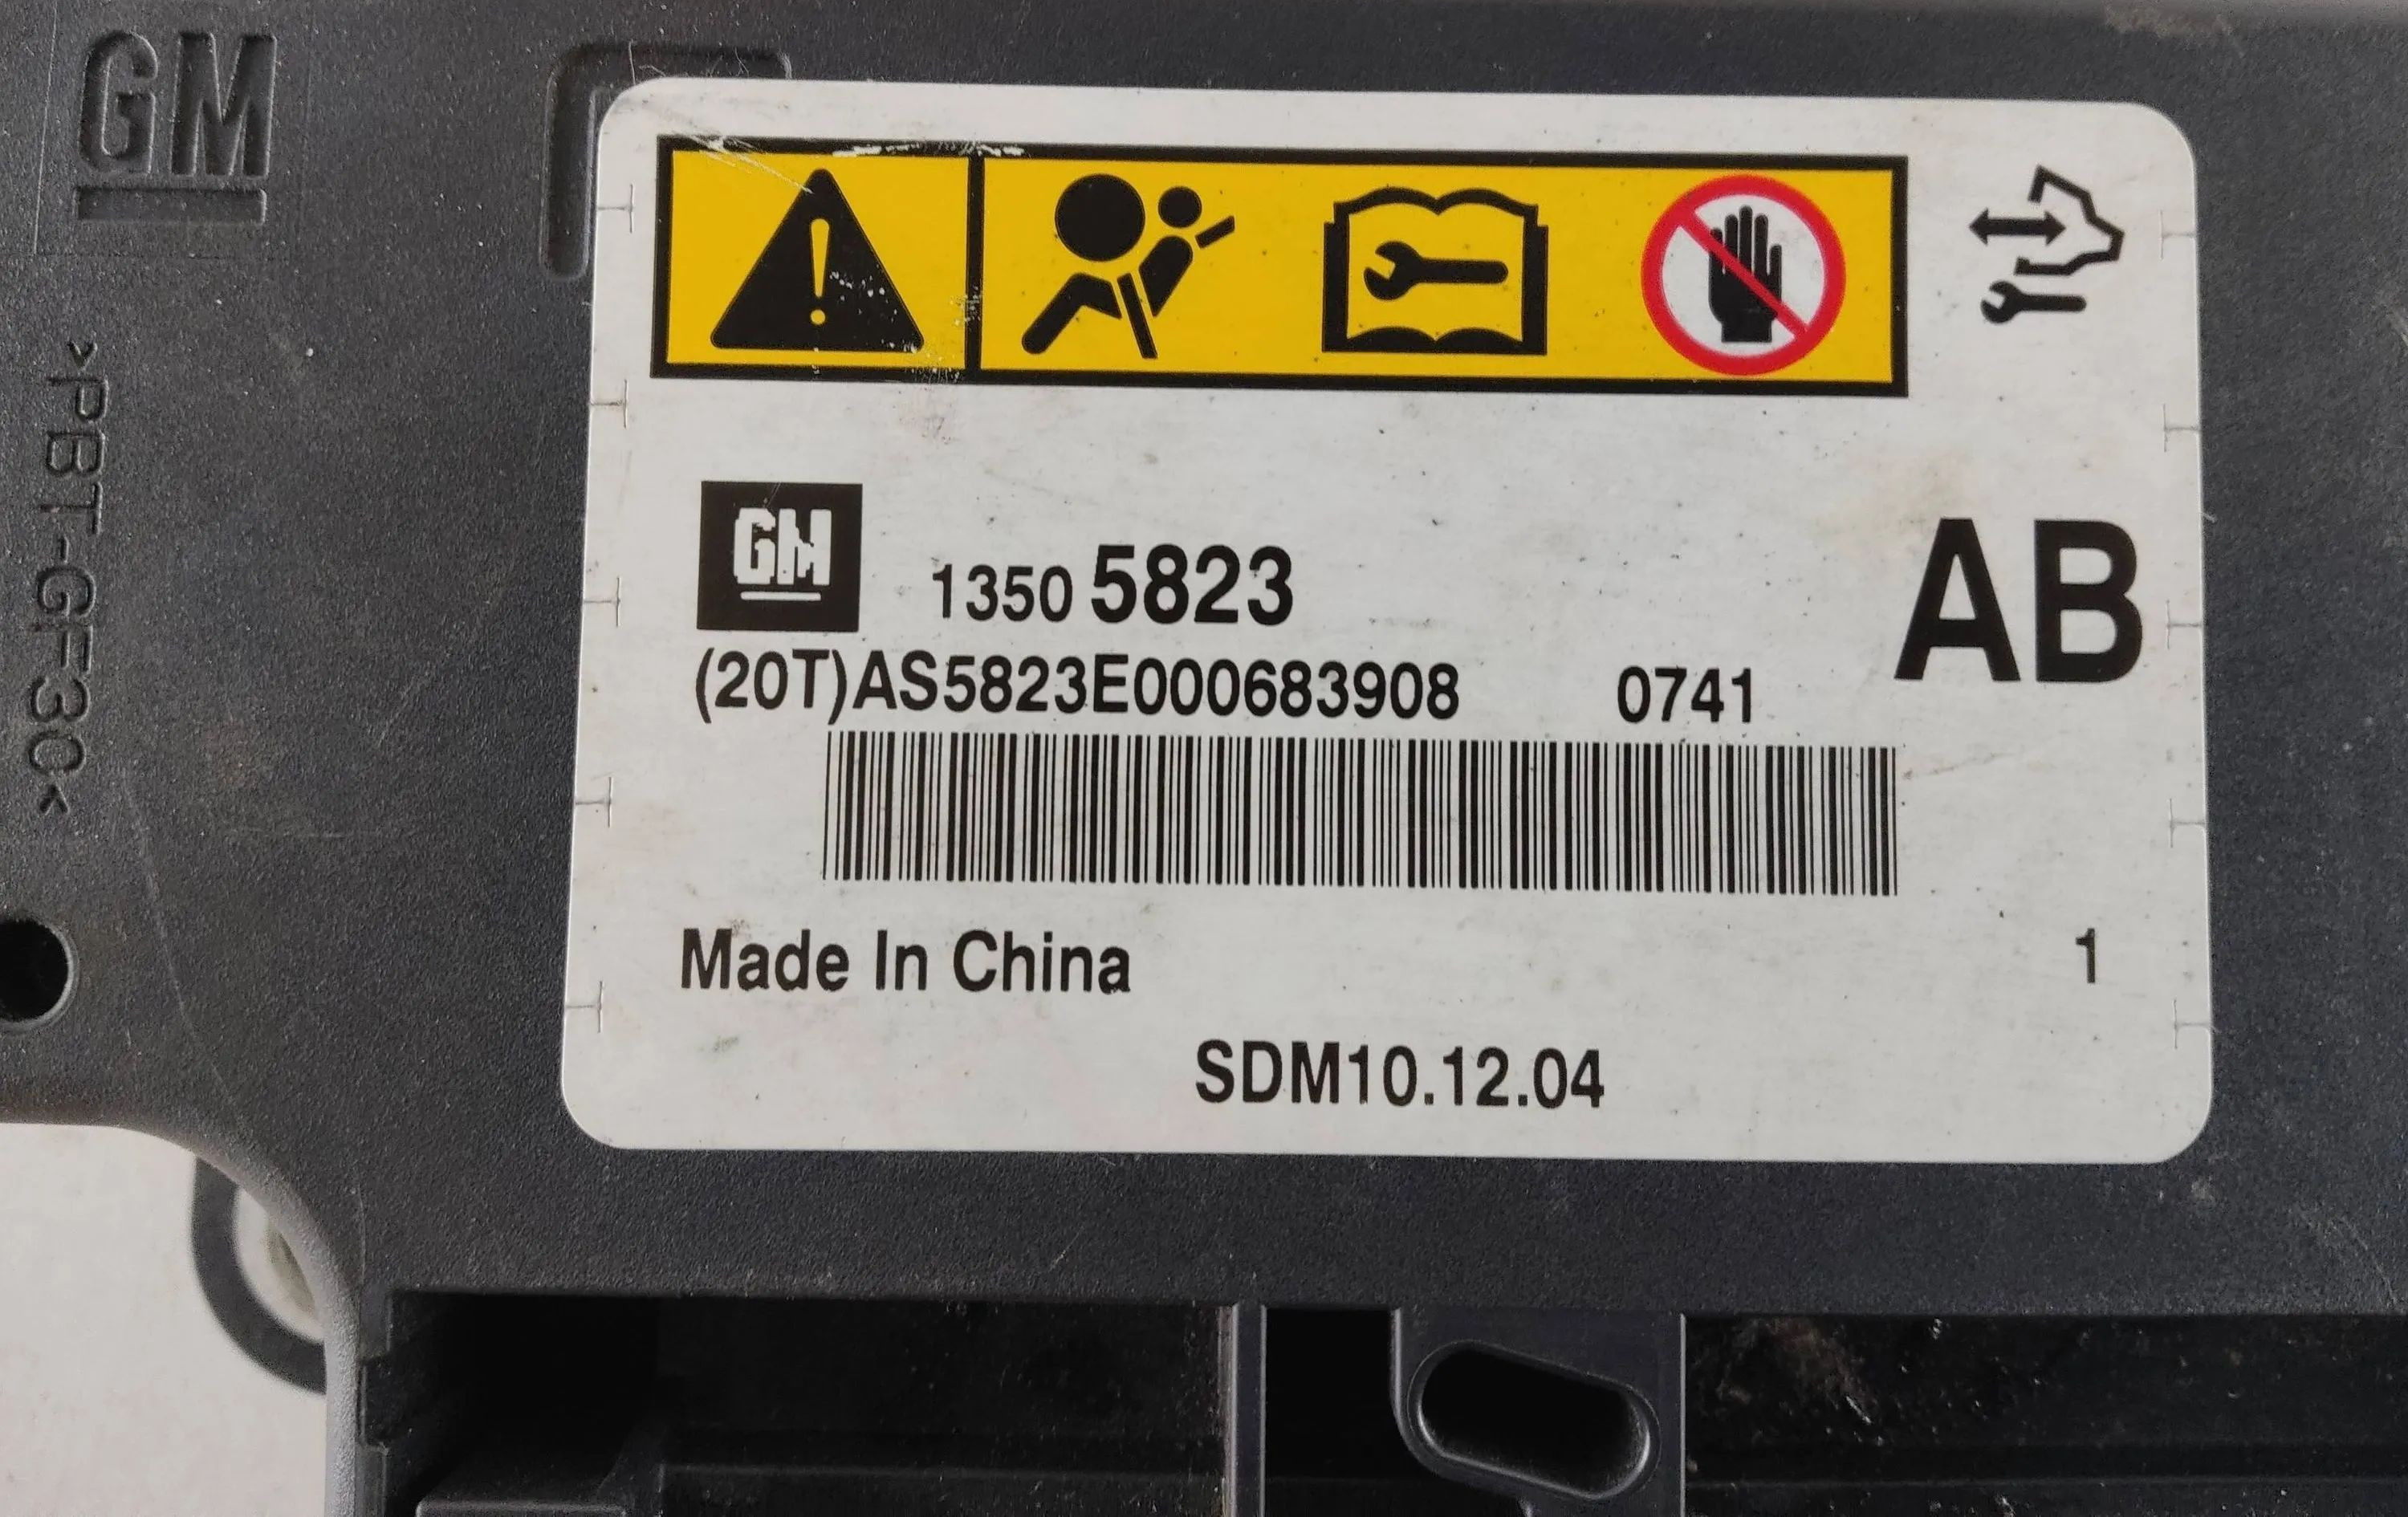 GM
>PBT-GF30<
GM
1350 5823
AB
(20T)AS5823E000683908 0741
Made In China
1
SDM10.12.04